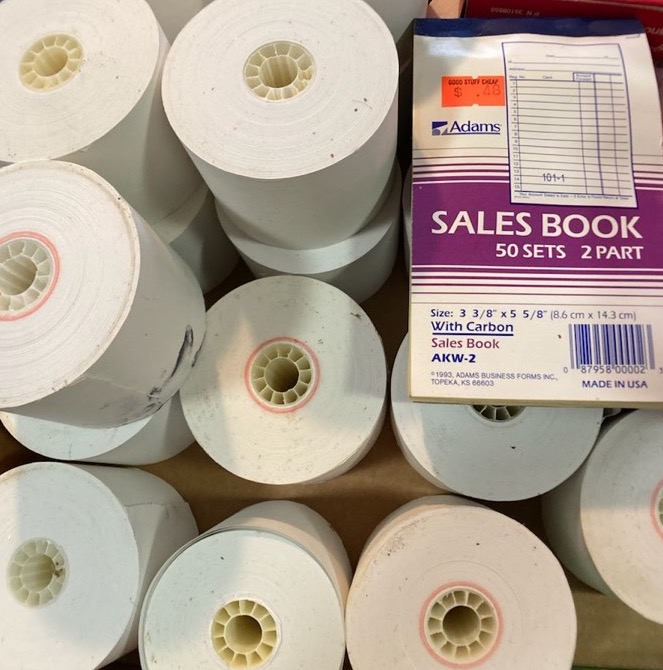 GOOD STUFF CHEAP
$ .48
Adams
101-1
SALES BOOK
50 SETS 2 PART
Size: 3 3/8" x 5 5/8" (8.6 cm x 14.3 cm)
With Carbon
Sales Book
AKW-2
©1993, ADAMS BUSINESS FORMS INC.,
TOPEKA, KS 66603
0 87958 00002
MADE IN USA